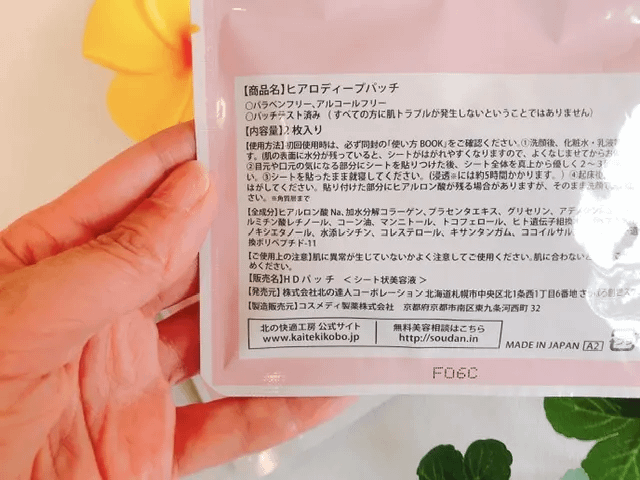 【商品名】ヒアロディープパッチ
○パラベンフリー、アルコールフリー
○パッチテスト済み (すべての方に肌トラブルが発生しないということではありません)
【内容量】2枚入り
【使用方法】初回使用時は、必ず同封の「使い方BOOK」をご確認ください。①洗顔後、化粧水・乳液
す。(肌の表面に水分が残っていると、シートがはがれやすくなりますので、よくなじませてから
②目元や口元の気になる部分にシートを貼りつけた後、シート全体を真上から優しく2〜3
い。③シートを貼ったまま就寝してください。(浸透※には約5時間かかります。)④起床後
はがしてください。貼り付けた部分にヒアルロン酸が残る場合がありますが、そのまま洗顔
※角質層まで
【全成分】ヒアルロン酸Na、加水分解コラーゲン、プラセンタエキス、グリセリン、アデノシン
ルミチン酸レチノール、コーン油、マンニトール、トコフェロール、ヒト遺伝子組換
ノキシエタノール、水添レシチン、コレステロール、キサンタンガム、ココイルサル
換ポリペプチド-11
【ご使用上の注意】肌に異常が生じていないかよく注意してご使用ください。肌に合わない
めください。
【販売名】HDパッチ <シート状美容液>
【発売元】株式会社北の達人コーポレーション 北海道札幌市中央区北1条西1丁目6番地
【製造販売元】コスメディ製薬株式会社 京都府京都市南区東九条河西町32
北の快適工房 公式サイト 無料美容相談はこちら
www.kaitekikobo.jp http://soudan.in
MADE IN JAPAN A2
F06C